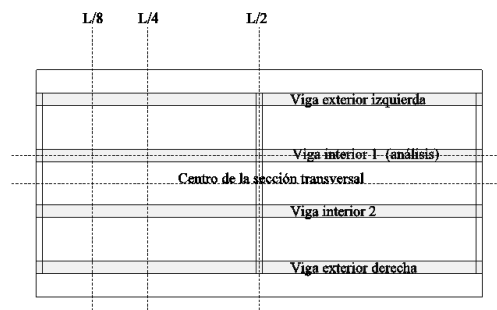 L/8 L/4 L/2
Viga exterior izquierda
Viga interior 1 (análisis)
Centro de la sección transversal
Viga interior 2
Viga exterior derecha